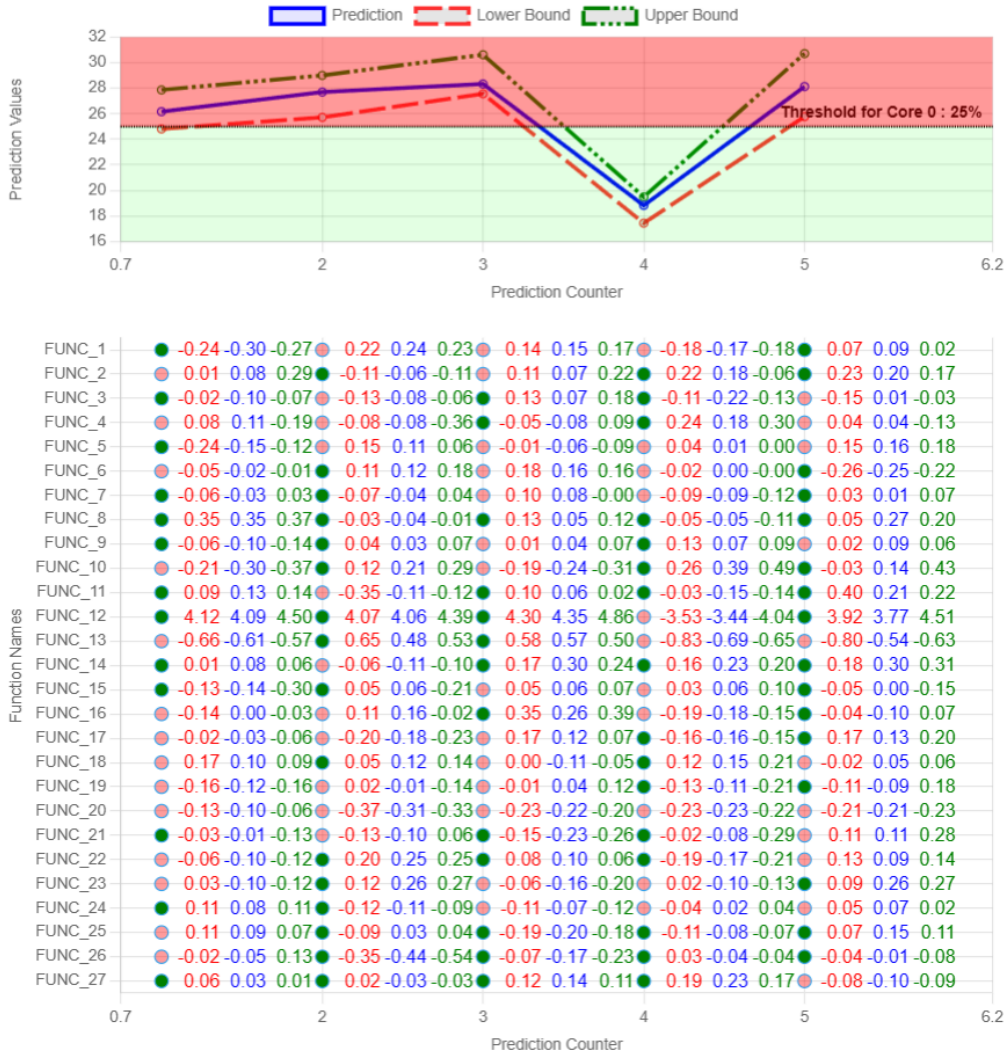 Prediction Lower Bound Upper Bound
32
30
28
26
24
22
20
18
16
Prediction Values
Threshold for Core 0 : 25%
0.7 2 3 4 5 6.2
Prediction Counter
Function Names
FUNC_1 -0.24 -0.30 -0.27 0.22 0.24 0.23 0.14 0.15 0.17 -0.18 -0.17 -0.18 0.07 0.09 0.02
FUNC_2 0.01 0.08 0.29 -0.11 -0.06 -0.11 0.11 0.07 0.22 0.22 0.18 -0.06 0.23 0.20 0.17
FUNC_3 -0.02 -0.10 -0.07 -0.13 -0.08 -0.06 0.13 0.07 0.18 -0.11 -0.22 -0.13 -0.15 0.01 -0.03
FUNC_4 0.08 0.11 -0.19 -0.08 -0.08 -0.36 -0.05 -0.08 0.09 0.24 0.18 0.30 0.04 0.04 -0.13
FUNC_5 -0.24 -0.15 -0.12 0.15 0.11 0.06 -0.01 -0.06 -0.09 0.04 0.01 0.00 0.15 0.16 0.18
FUNC_6 -0.05 -0.02 -0.01 0.11 0.12 0.18 0.18 0.16 0.16 -0.02 0.00 -0.00 -0.26 -0.25 -0.22
FUNC_7 -0.06 -0.03 0.03 -0.07 -0.04 0.04 0.10 0.08 -0.00 -0.09 -0.09 -0.12 0.03 0.01 0.07
FUNC_8 0.35 0.35 0.37 -0.03 -0.04 -0.01 0.13 0.05 0.12 -0.05 -0.05 -0.11 0.05 0.27 0.20
FUNC_9 -0.06 -0.10 -0.14 0.04 0.03 0.07 0.01 0.04 0.07 0.13 0.07 0.09 0.02 0.09 0.06
FUNC_10 -0.21 -0.30 -0.37 0.12 0.21 0.29 -0.19 -0.24 -0.31 0.26 0.39 0.49 -0.03 0.14 0.43
FUNC_11 0.09 0.13 0.14 -0.35 -0.11 -0.12 0.10 0.06 0.02 -0.03 -0.15 -0.14 0.40 0.21 0.22
FUNC_12 4.12 4.09 4.50 4.07 4.06 4.39 4.30 4.35 4.86 -3.53 -3.44 -4.04 3.92 3.77 4.51
FUNC_13 -0.66 -0.61 -0.57 0.65 0.48 0.53 0.58 0.57 0.50 -0.83 -0.69 -0.65 -0.80 -0.54 -0.63
FUNC_14 0.01 0.08 0.06 -0.06 -0.11 -0.10 0.17 0.30 0.24 0.16 0.23 0.20 0.18 0.30 0.31
FUNC_15 -0.13 -0.14 -0.30 0.05 0.06 -0.21 0.05 0.06 0.07 0.03 0.06 0.10 -0.05 0.00 -0.15
FUNC_16 -0.14 0.00 -0.03 0.11 0.16 -0.02 0.35 0.26 0.39 -0.19 -0.18 -0.15 -0.04 -0.10 0.07
FUNC_17 -0.02 -0.03 -0.06 -0.20 -0.18 -0.23 0.17 0.12 0.07 -0.16 -0.16 -0.15 0.17 0.13 0.20
FUNC_18 0.17 0.10 0.09 0.05 0.12 0.14 0.00 -0.11 -0.05 0.12 0.15 0.21 -0.02 0.05 0.06
FUNC_19 -0.16 -0.12 -0.16 0.02 -0.01 -0.14 -0.01 0.04 0.12 -0.13 -0.11 -0.21 -0.11 -0.09 0.18
FUNC_20 -0.13 -0.10 -0.06 -0.37 -0.31 -0.33 -0.23 -0.22 -0.20 -0.23 -0.23 -0.22 -0.21 -0.21 -0.23
FUNC_21 -0.03 -0.01 -0.13 -0.13 -0.10 0.06 -0.15 -0.23 -0.26 -0.02 -0.08 -0.29 0.11 0.11 0.28
FUNC_22 -0.06 -0.10 -0.12 0.20 0.25 0.25 0.08 0.10 0.06 -0.19 -0.17 -0.21 0.13 0.09 0.14
FUNC_23 0.03 -0.10 -0.12 0.12 0.26 0.27 -0.06 -0.16 -0.20 0.02 -0.10 -0.13 0.09 0.26 0.27
FUNC_24 0.11 0.08 0.11 -0.12 -0.11 -0.09 -0.11 -0.07 -0.12 -0.04 0.02 0.04 0.05 0.07 0.02
FUNC_25 0.11 0.09 0.07 -0.09 0.03 0.04 -0.19 -0.20 -0.18 -0.11 -0.08 -0.07 0.07 0.15 0.11
FUNC_26 -0.02 -0.05 0.13 -0.35 -0.44 -0.54 -0.07 -0.17 -0.23 0.03 -0.04 -0.04 -0.04 -0.01 -0.08
FUNC_27 0.06 0.03 0.01 0.02 -0.03 -0.03 0.12 0.14 0.11 0.19 0.23 0.17 -0.08 -0.10 -0.09
0.7 2 3 4 5 6.2
Prediction Counter